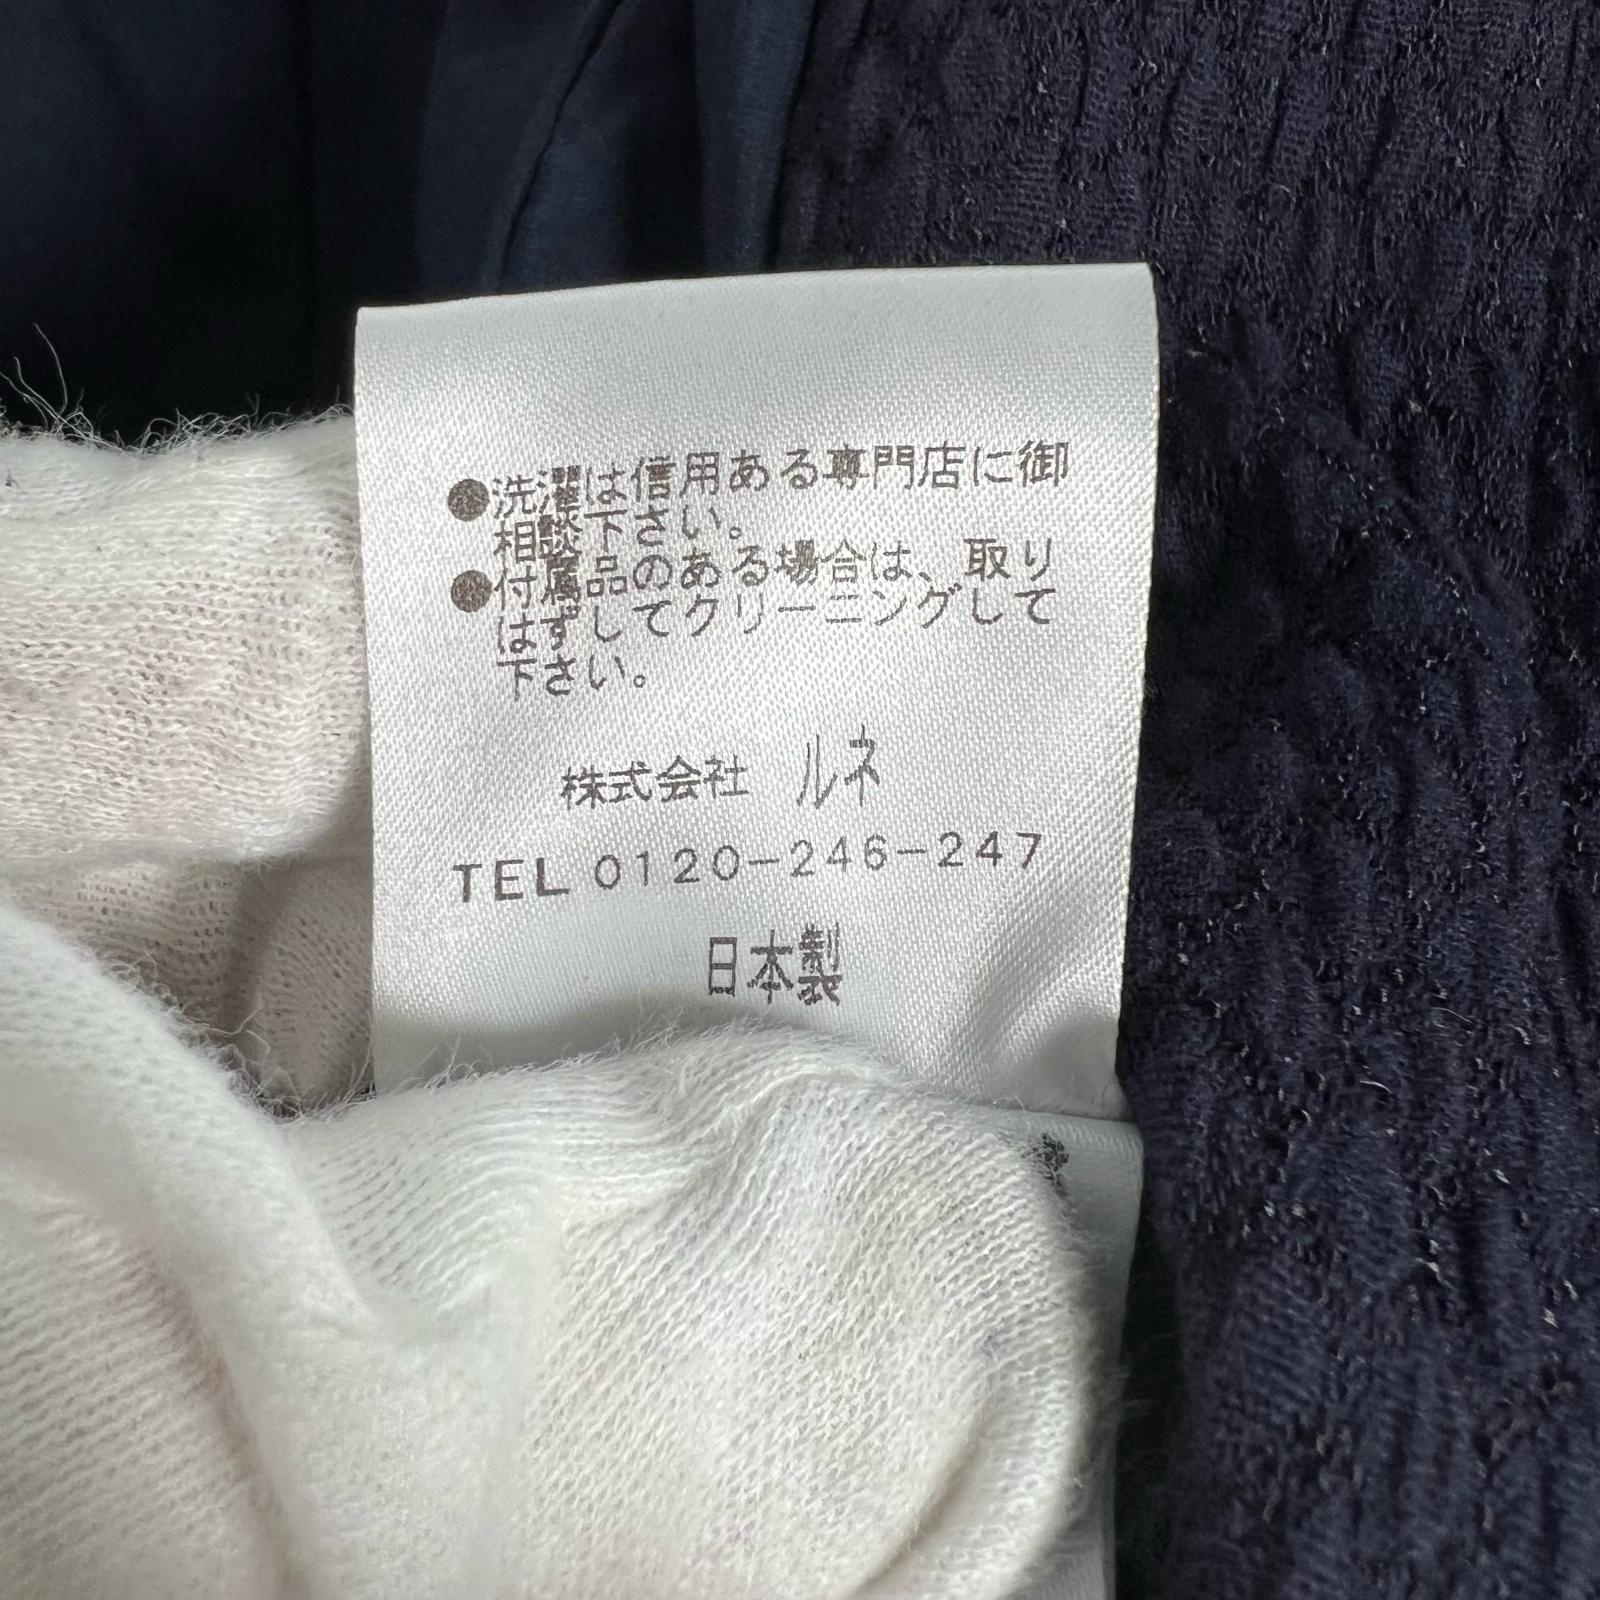 ●洗濯は信用ある専門店に御
相談下さい。
●付属品のある場合は、取り
はずしてクリーニングして
下さい。
株式会社 ルネ
TEL 0120-246-247
日本製